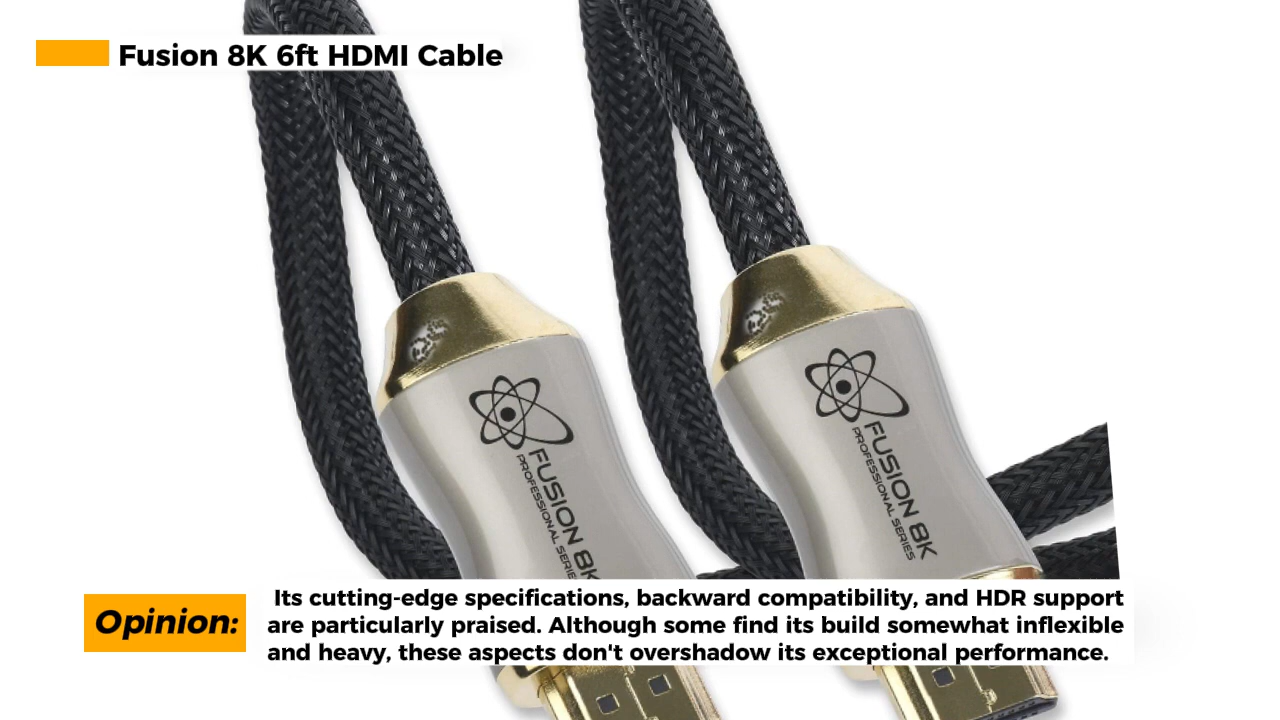 Fusion 8K 6ft HDMI Cable
FUSION 8K
PROFESSIONAL SERIES
FUSION 8K
PROFESSIONAL SERIES
Opinion:
Its cutting-edge specifications, backward compatibility, and HDR support
are particularly praised. Although some find its build somewhat inflexible
and heavy, these aspects don't overshadow its exceptional performance.